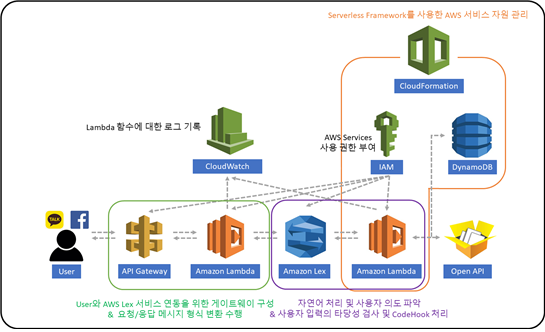 Serverless Framework를 사용한 AWS 서비스 자원 관리
CloudFormation
Lambda 함수에 대한 로그 기록
AWS Services
사용 권한 부여
CloudWatch
IAM
DynamoDB
TALK
User
API Gateway
Amazon Lambda
Amazon Lex
Amazon Lambda
Open API
User와 AWS Lex 서비스 연동을 위한 게이트웨이 구성
& 요청/응답 메시지 형식 변환 수행
자연어 처리 및 사용자 의도 파악
& 사용자 입력의 타당성 검사 및 CodeHook 처리